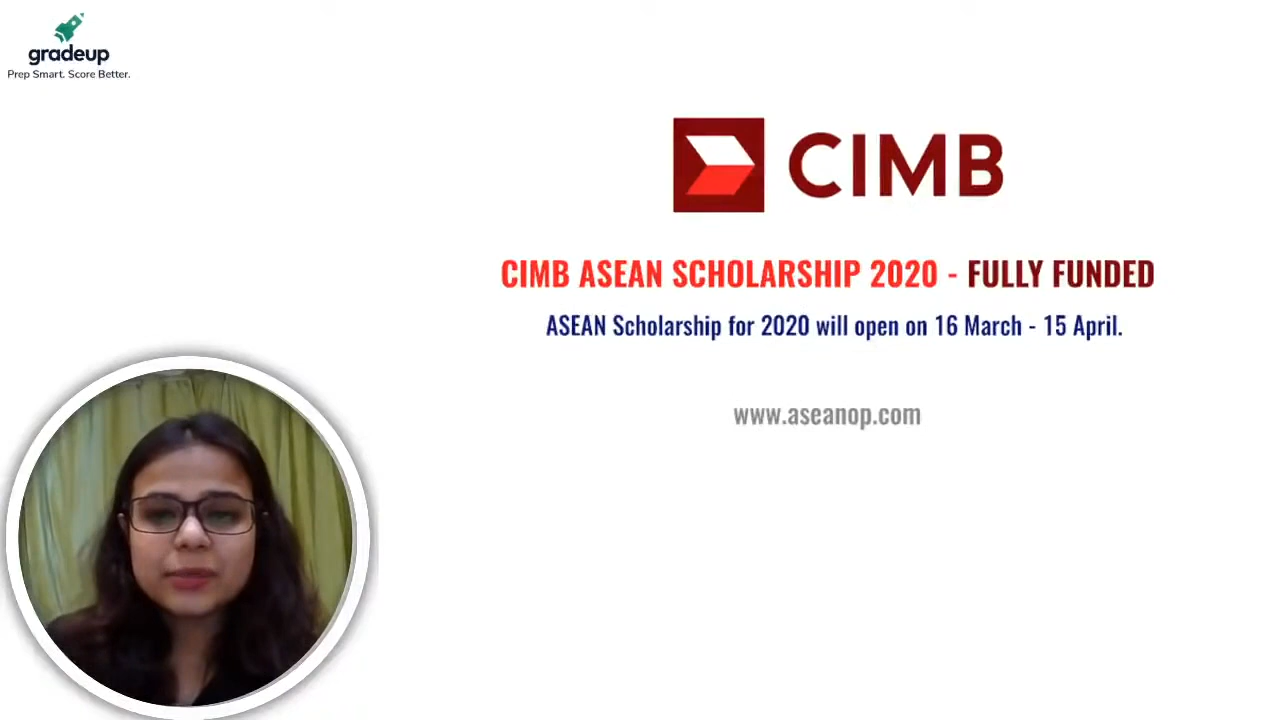 gradeup
Prep Smart. Score Better.
CIMB
CIMB ASEAN SCHOLARSHIP 2020 - FULLY FUNDED
ASEAN Scholarship for 2020 will open on 16 March - 15 April.
www.aseanop.com